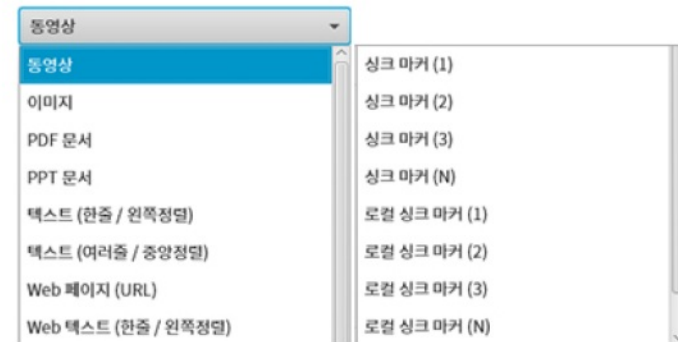 동영상
동영상
이미지
PDF 문서
PPT 문서
텍스트 (한줄 / 왼쪽정렬)
텍스트 (여러줄 / 중앙정렬)
Web 페이지 (URL)
Web 텍스트 (한줄 / 왼쪽정렬)
싱크 마커 (1)
싱크 마커 (2)
싱크 마커 (3)
싱크 마커 (N)
로컬 싱크 마커 (1)
로컬 싱크 마커 (2)
로컬 싱크 마커 (3)
로컬 싱크 마커 (N)